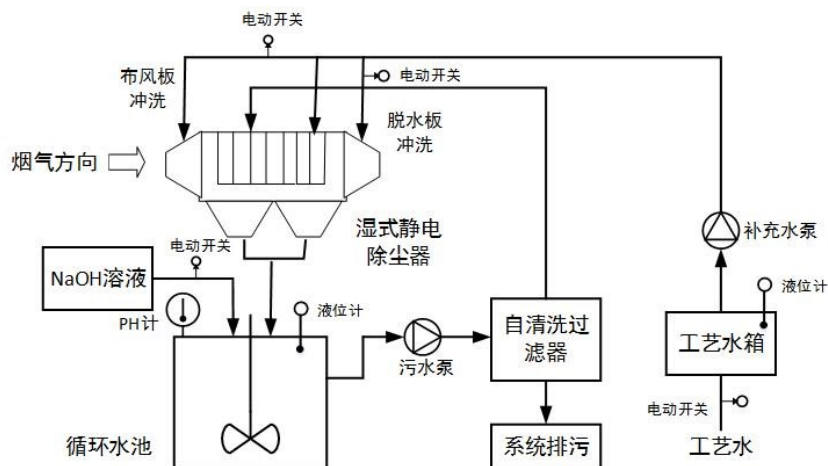 电动开关
布风板
冲洗
电动开关
脱水板
冲洗
烟气方向
湿式静电
除尘器
补充水泵
电动开关
NaOH溶液
PH计
液位计
液位计
自清洗过
滤器
工艺水箱
污水泵
电动开关
循环水池
系统排污
工艺水